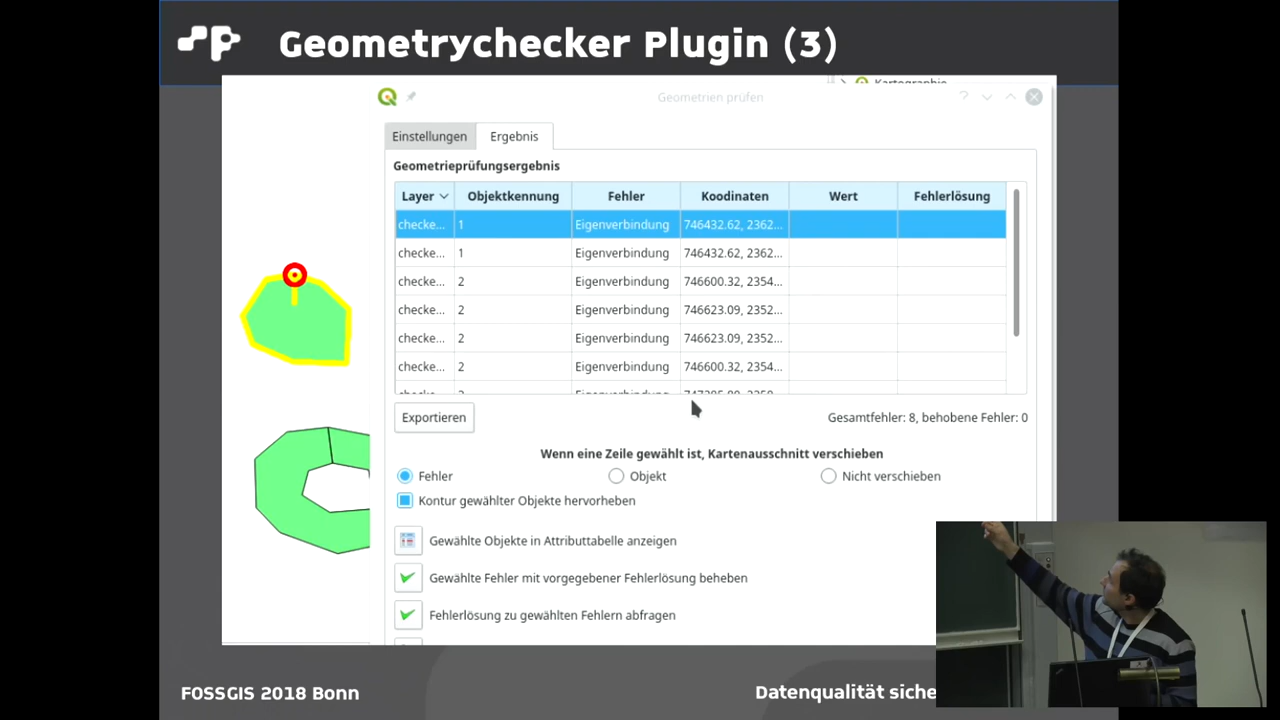 Geometrychecker Plugin (3)
Kartographie
Geometrien prüfen
Einstellungen Ergebnis
Geometrieprüfungsergebnis
Layer Objektkennung Fehler Koodinaten Wert Fehlerlösung
checke... 1 Eigenverbindung 746432.62, 2362...
checke... 1 Eigenverbindung 746432.62, 2362...
checke... 2 Eigenverbindung 746600.32, 2354...
checke... 2 Eigenverbindung 746623.09, 2352...
checke... 2 Eigenverbindung 746623.09, 2352...
checke... 2 Eigenverbindung 746600.32, 2354...
Exportieren Gesamtfehler: 8, behobene Fehler: 0
Wenn eine Zeile gewählt ist, Kartenausschnitt verschieben
Fehler Objekt Nicht verschieben
Kontur gewählter Objekte hervorheben
Gewählte Objekte in Attributtabelle anzeigen
Gewählte Fehler mit vorgegebener Fehlerlösung beheben
Fehlerlösung zu gewählten Fehlern abfragen
FOSSGIS 2018 Bonn Datenqualität siche